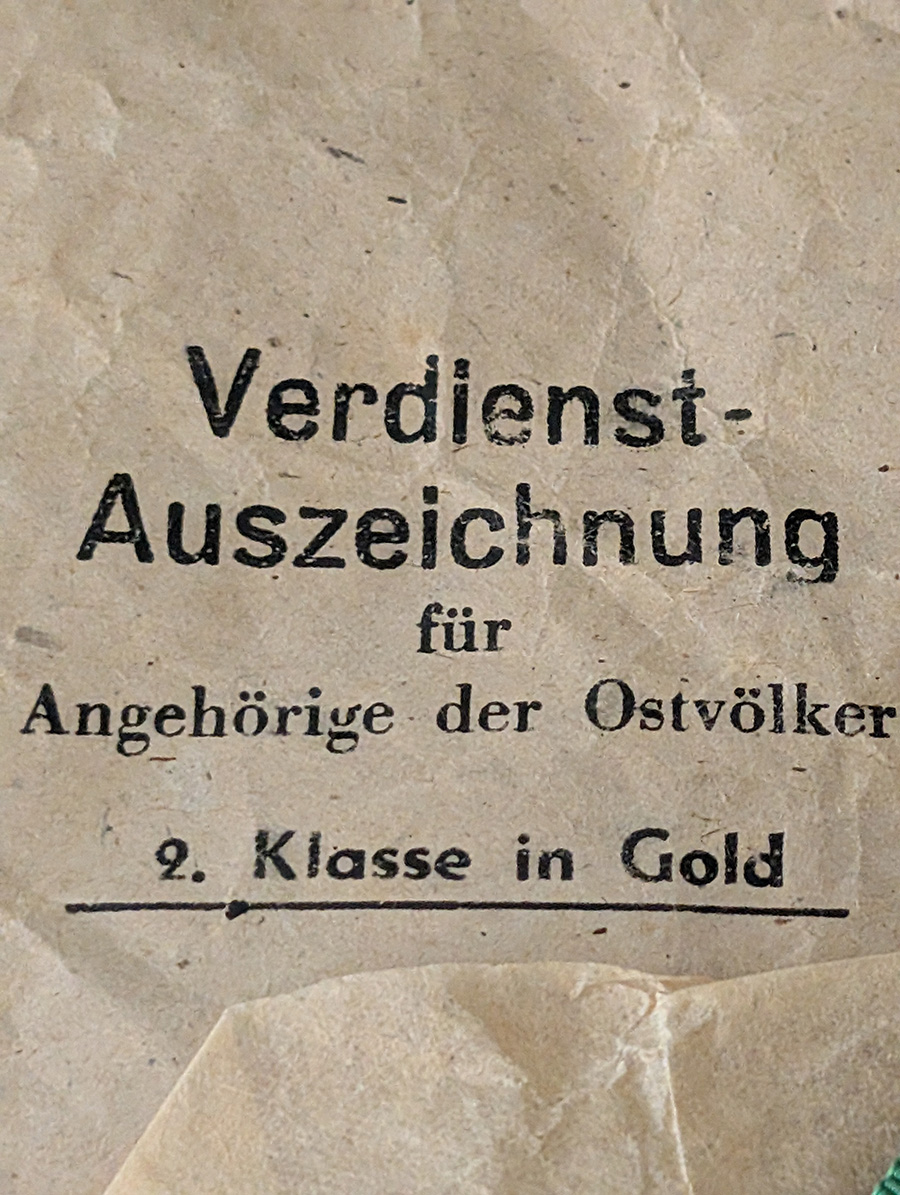 Verdienst-
Auszeichnung
für
Angehörige der Ostvölker
2. Klasse in Gold